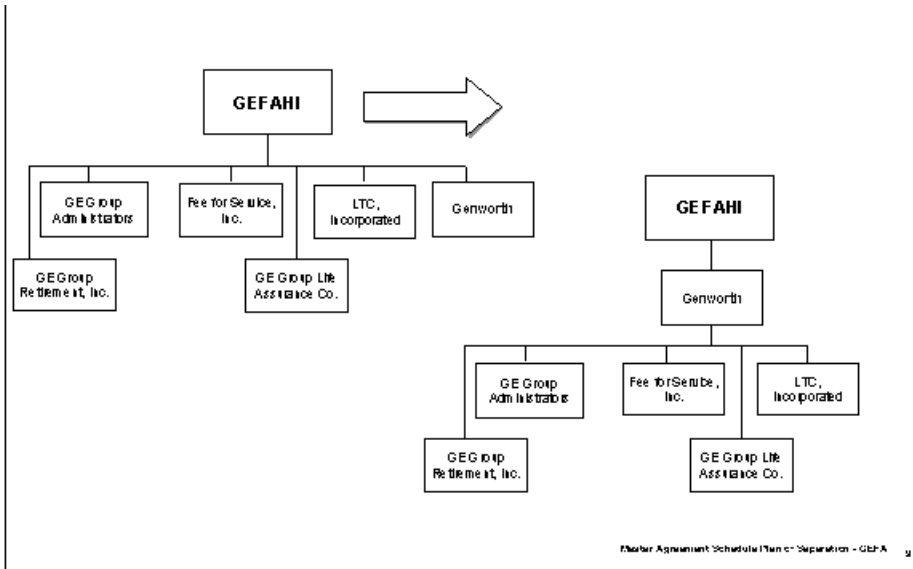 GEFAHI
GE Group
Administrators
Fee for Service,
Inc.
LTC,
Incorporated
Genworth
GE Group
Retirement, Inc.
GE Group Life
Assurance Co.
GEFAHI
Genworth
GE Group
Administrators
Fee for Service,
Inc.
LTC,
Incorporated
GE Group
Retirement, Inc.
GE Group Life
Assurance Co.
Master Agreement Schedule Plan of Separation - GEFA